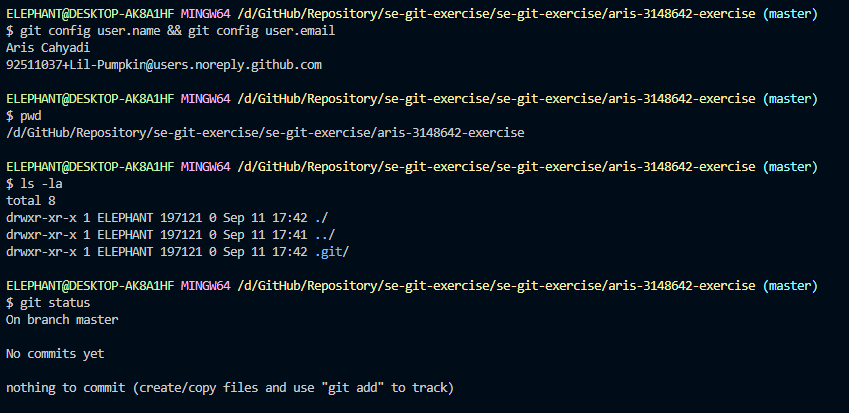 ELEPHANT@DESKTOP-AK8A1HF MINGW64 /d/GitHub/Repository/se-git-exercise/se-git-exercise/aris-3148642-exercise (master)
$ git config user.name && git config user.email
Aris Cahyadi
92511037+Lil-Pumpkin@users.noreply.github.com
ELEPHANT@DESKTOP-AK8A1HF MINGW64 /d/GitHub/Repository/se-git-exercise/se-git-exercise/aris-3148642-exercise (master)
$ pwd
/d/GitHub/Repository/se-git-exercise/se-git-exercise/aris-3148642-exercise
ELEPHANT@DESKTOP-AK8A1HF MINGW64 /d/GitHub/Repository/se-git-exercise/se-git-exercise/aris-3148642-exercise (master)
$ ls -la
total 8
drwxr-xr-x 1 ELEPHANT 197121 0 Sep 11 17:42 ./
drwxr-xr-x 1 ELEPHANT 197121 0 Sep 11 17:41 ../
drwxr-xr-x 1 ELEPHANT 197121 0 Sep 11 17:42 .git/
ELEPHANT@DESKTOP-AK8A1HF MINGW64 /d/GitHub/Repository/se-git-exercise/se-git-exercise/aris-3148642-exercise (master)
$ git status
On branch master
No commits yet
nothing to commit (create/copy files and use "git add" to track)